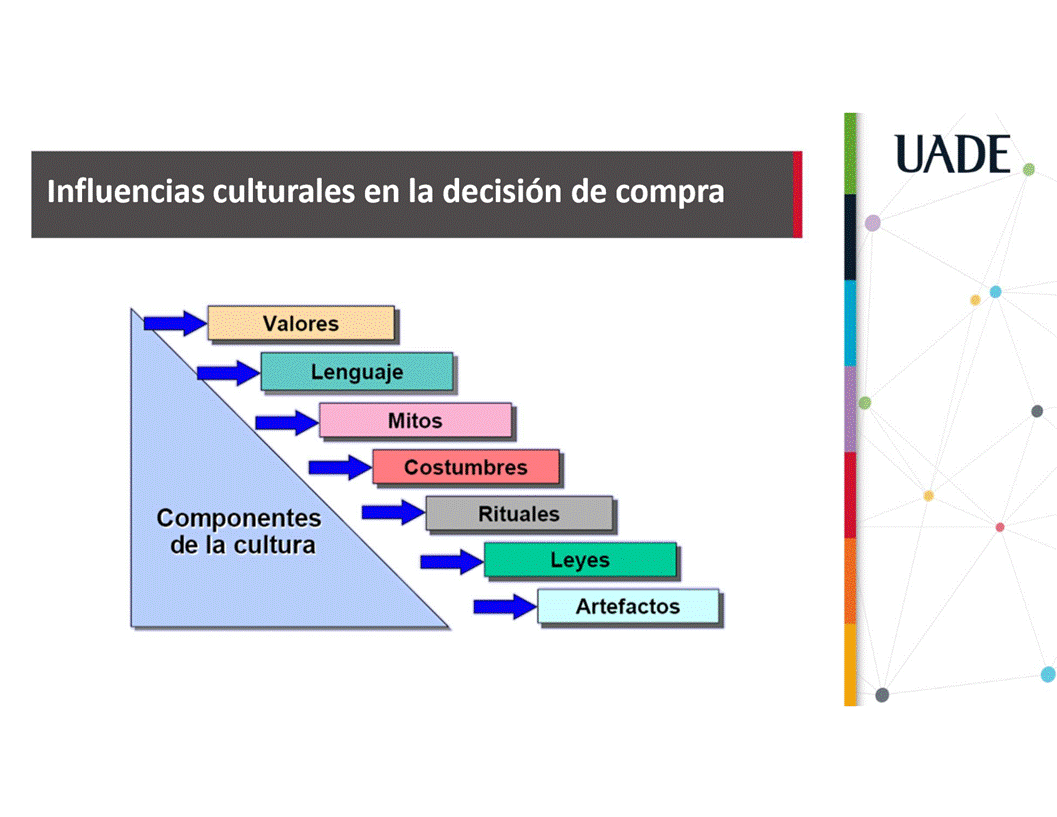 UADE
Influencias culturales en la decisión de compra
Valores
Lenguaje
Mitos
Costumbres
Rituales
Leyes
Artefactos
Componentes
de la cultura